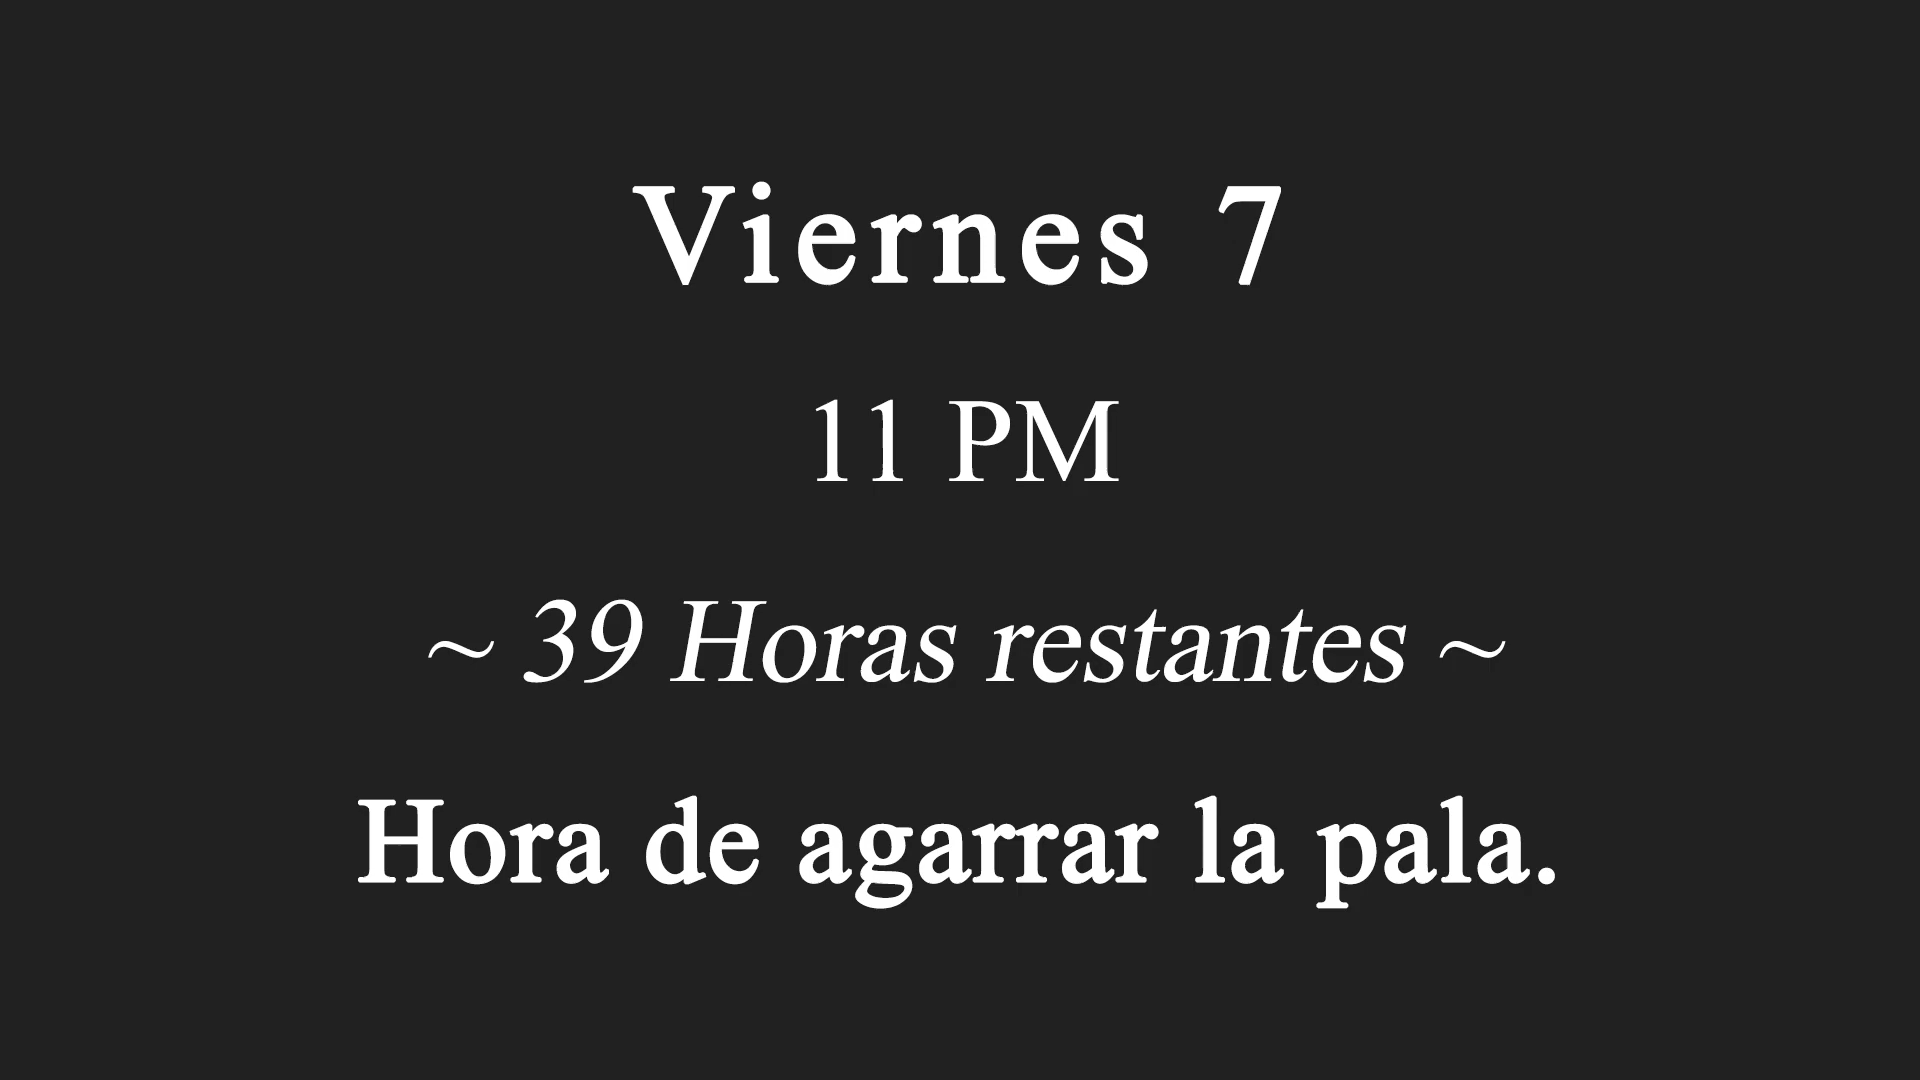 Viernes 7
11 PM
~ 39 Horas restantes ~
Hora de agarrar la pala.